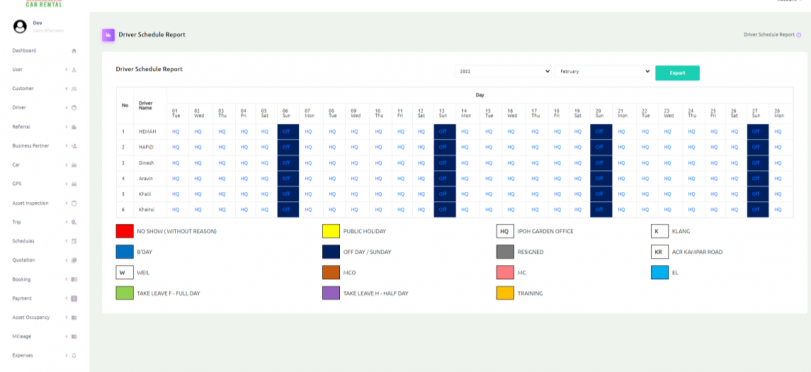 CAR RENTAL
Dev
Driver Schedule Report
Driver Schedule Report
Dashboard
User
Customer
Driver
Referral
Business Partner
Car
GPS
Asset Inspection
Trip
Schedules
Quotation
Booking
Payment
Asset Occupancy
Mileage
Expenses
Driver Schedule Report
2022
February
Export
No
Driver Name
Day
01 Tue 02 Wed 03 Thu 04 Fri 05 Sat 06 Sun 07 Mon 08 Tue 09 Wed 10 Thu 11 Fri 12 Sat 13 Sun 14 Mon 15 Tue 16 Wed 17 Thu 18 Fri 19 Sat 20 Sun 21 Mon 22 Tue 23 Wed 24 Thu 25 Fri 26 Sat 27 Sun 28 Mon
1 HQ HQ HQ HQ HQ Off HQ HQ HQ HQ HQ HQ Off HQ HQ HQ HQ HQ HQ Off HQ HQ HQ HQ HQ HQ Off HQ
2 HQ HQ HQ HQ HQ Off HQ HQ HQ HQ HQ HQ Off HQ HQ HQ HQ HQ HQ Off HQ HQ HQ HQ HQ HQ Off HQ
3 Dinesh HQ HQ HQ HQ HQ Off HQ HQ HQ HQ HQ HQ Off HQ HQ HQ HQ HQ HQ Off HQ HQ HQ HQ HQ HQ Off HQ
4 Aravin HQ HQ HQ HQ HQ Off HQ HQ HQ HQ HQ HQ Off HQ HQ HQ HQ HQ HQ Off HQ HQ HQ HQ HQ HQ Off HQ
5 HQ HQ HQ HQ HQ Off HQ HQ HQ HQ HQ HQ Off HQ HQ HQ HQ HQ HQ Off HQ HQ HQ HQ HQ HQ Off HQ
6 Khairul HQ HQ HQ HQ HQ Off HQ HQ HQ HQ HQ HQ Off HQ HQ HQ HQ HQ HQ Off HQ HQ HQ HQ HQ HQ Off HQ
NO SHOW ( WITHOUT REASON) PUBLIC HOLIDAY HQ IPOH GARDEN OFFICE K KLANG
B'DAY OFF DAY / SUNDAY RESIGNED KR ACR KAMPAR ROAD
W WEIL MCO MC EL
TAKE LEAVE F - FULL DAY TAKE LEAVE H - HALF DAY TRAINING